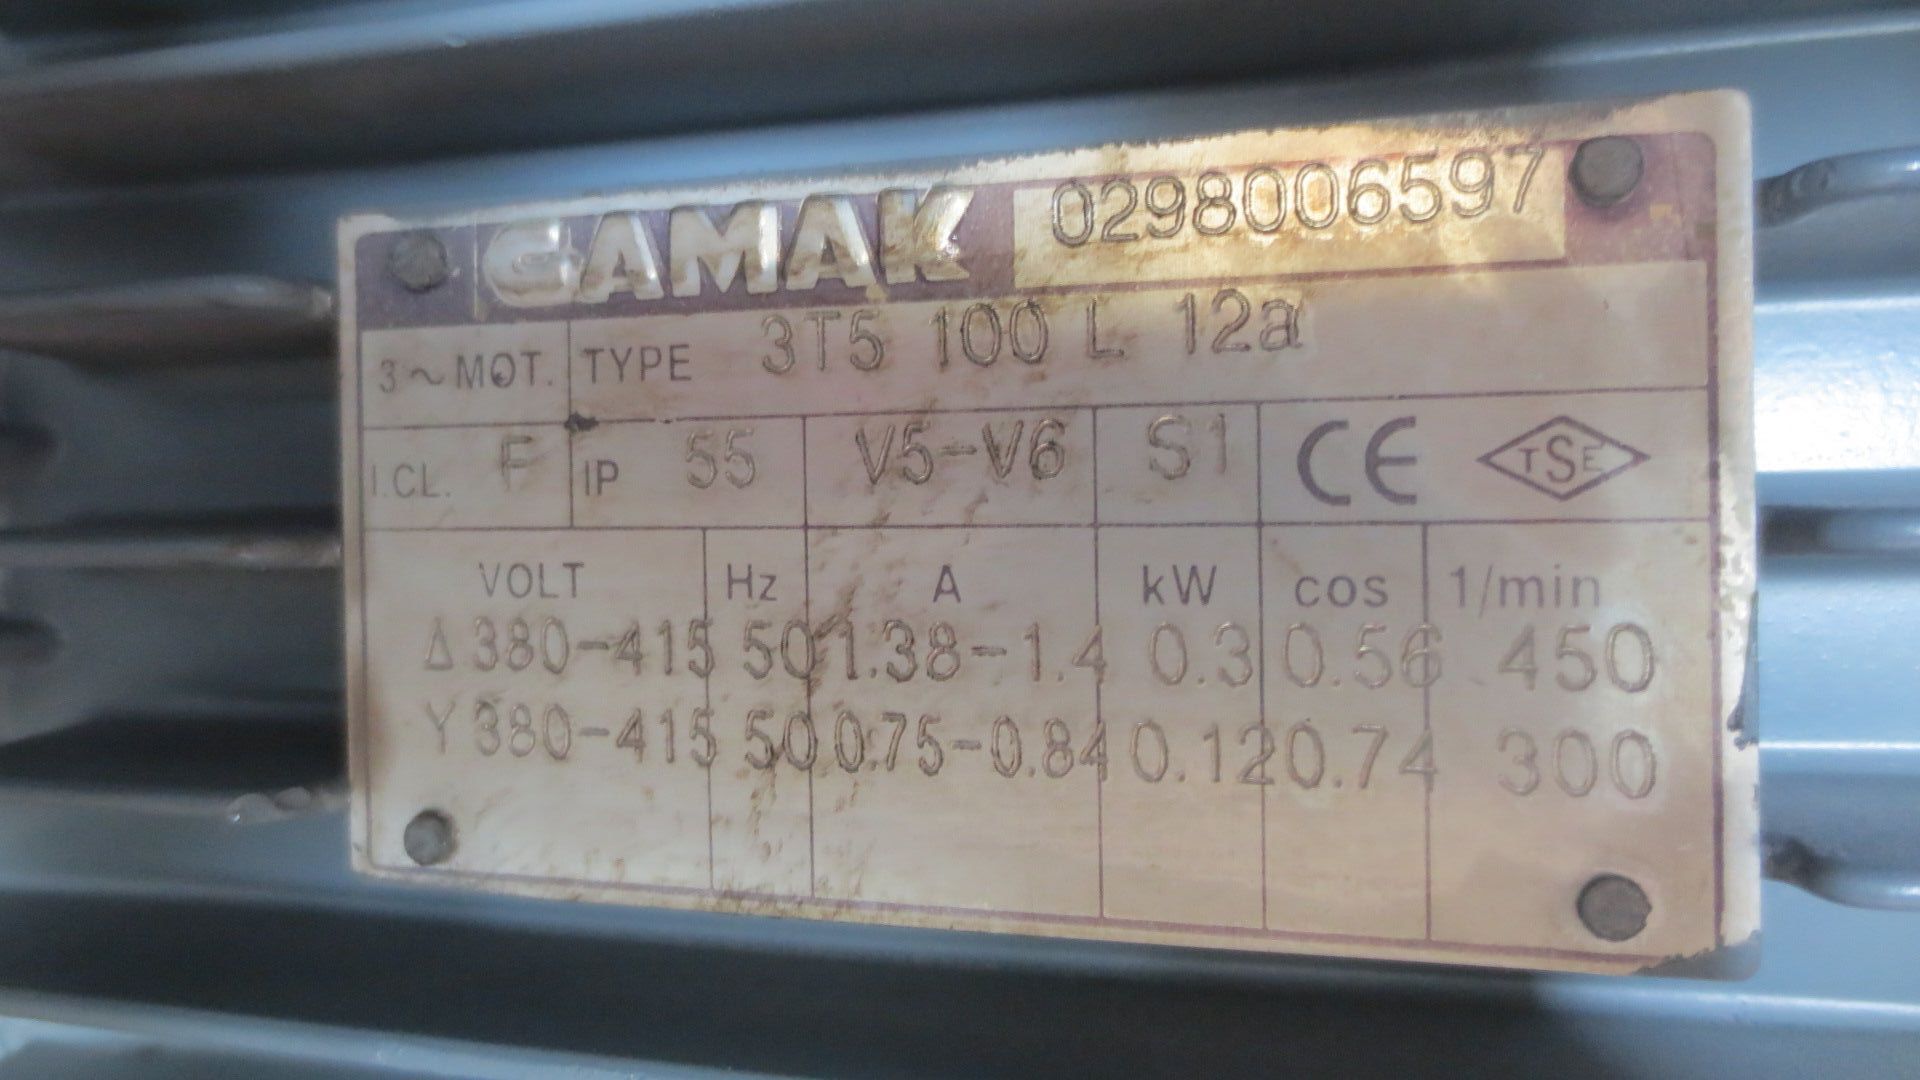 GAMAK 0298006597
3~MOT. TYPE 3T5 100 L 12a
I.CL. F IP 55 V5-V6 S1 CE TSE
VOLT Hz A kW cos 1/min
Δ 380-415 50 1.38-1.4 0.3 0.56 450
Y 380-415 50 0.75-0.84 0.12 0.74 300